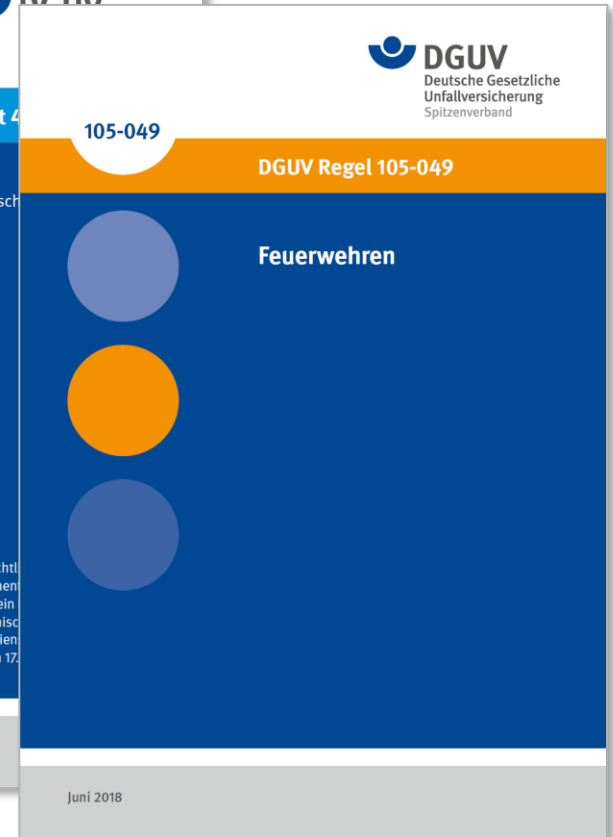 DGUV
Deutsche Gesetzliche
Unfallversicherung
Spitzenverband
105-049
DGUV Regel 105-049
Feuerwehren
Juni 2018